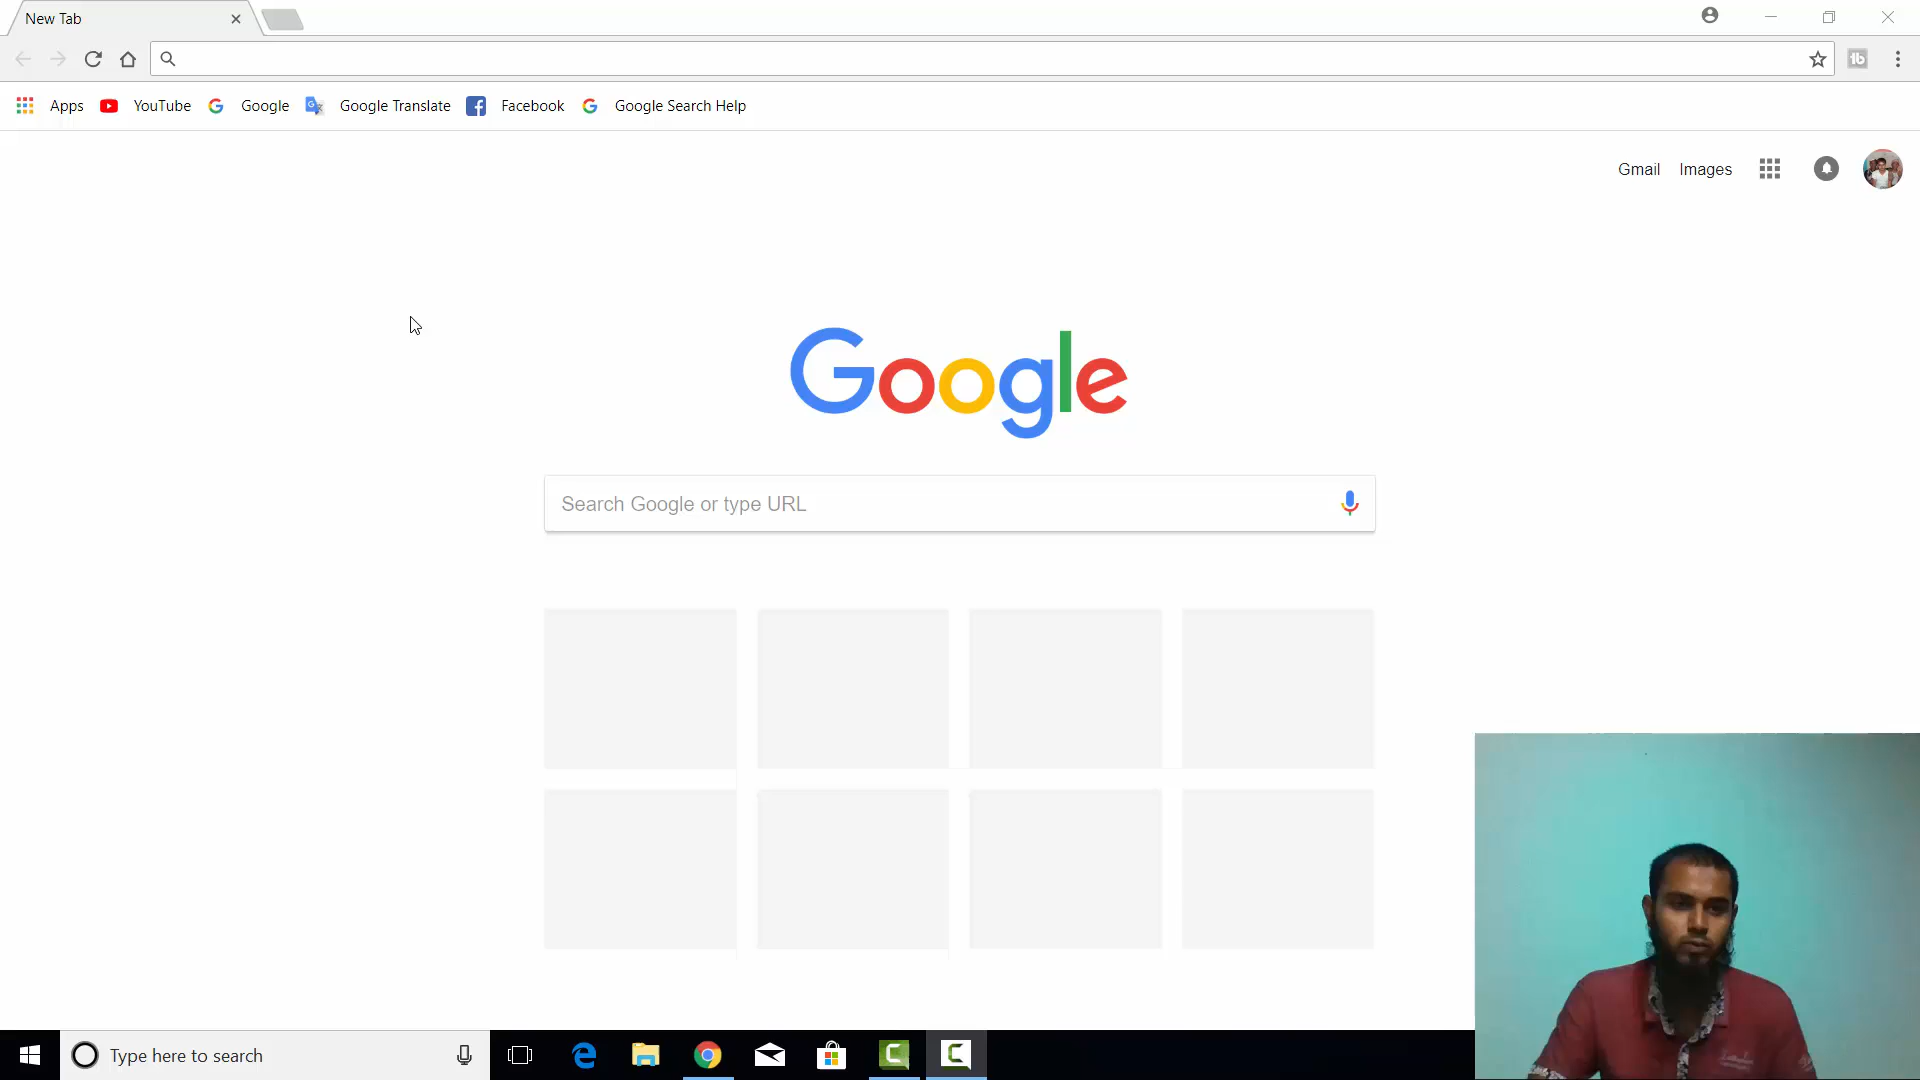 New Tab
Apps YouTube Google Google Translate Facebook Google Search Help
Gmail Images
Google
Search Google or type URL
Type here to search